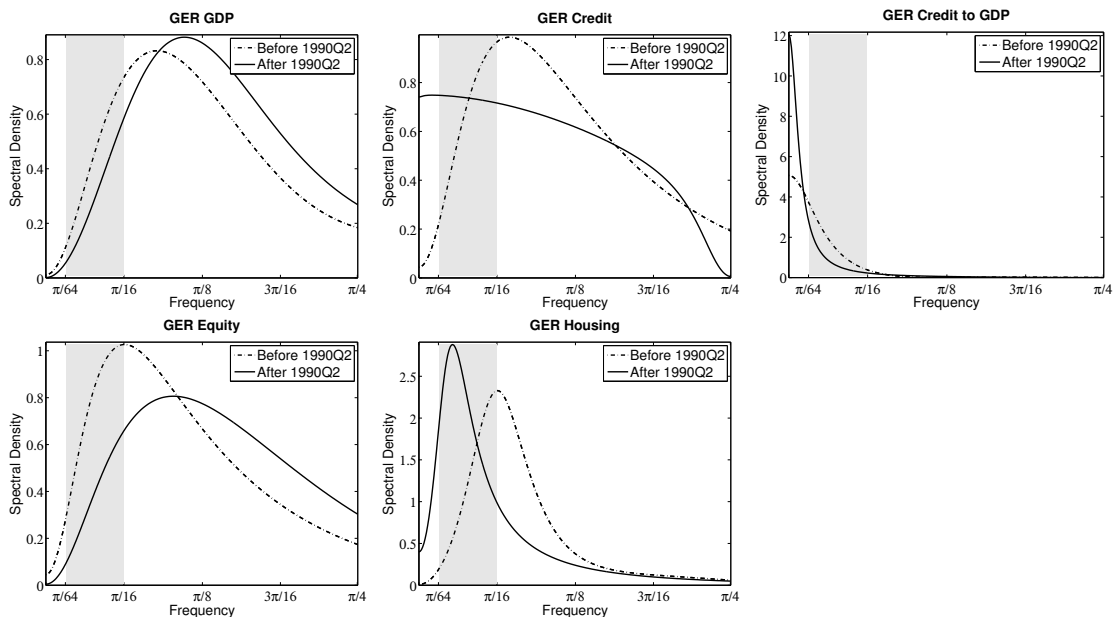 GER GDP
Before 1990Q2
After 1990Q2
Spectral Density
0.8
0.6
0.4
0.2
0
π/64
π/16
π/8
3π/16
π/4
Frequency
GER Credit
Before 1990Q2
After 1990Q2
Spectral Density
0.8
0.6
0.4
0.2
0
π/64
π/16
π/8
3π/16
π/4
Frequency
GER Credit to GDP
Before 1990Q2
After 1990Q2
Spectral Density
12
10
8
6
4
2
0
π/64
π/16
π/8
3π/16
π/4
Frequency
GER Equity
Before 1990Q2
After 1990Q2
Spectral Density
1
0.8
0.6
0.4
0.2
0
π/64
π/16
π/8
3π/16
π/4
Frequency
GER Housing
Before 1990Q2
After 1990Q2
Spectral Density
2.5
2
1.5
1
0.5
0
π/64
π/16
π/8
3π/16
π/4
Frequency